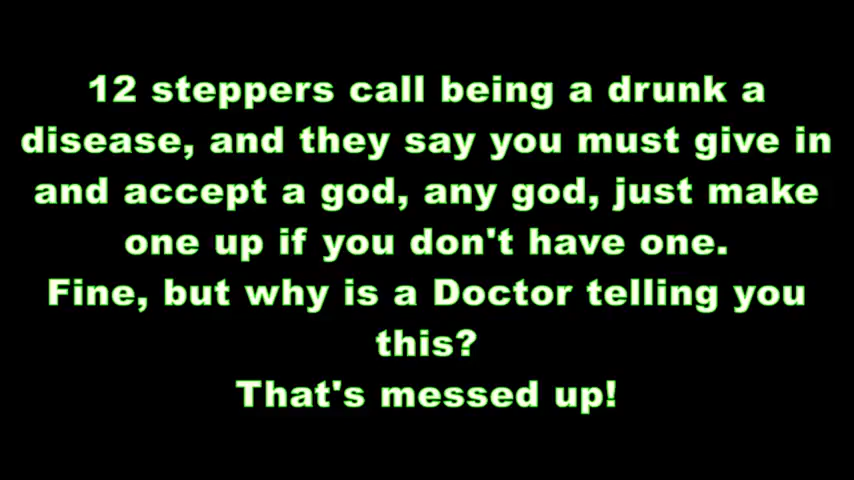 12 steppers call being a drunk a
disease, and they say you must give in
and accept a god, any god, just make
one up if you don't have one.
Fine, but why is a Doctor telling you
this?
That's messed up!